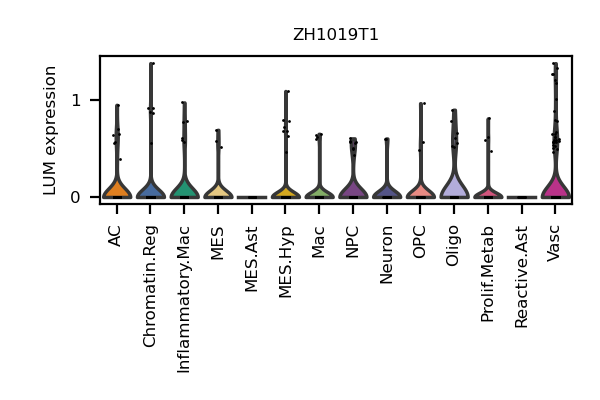 ZH1019T1
LUM expression
1
0
AC
Chromatin.Reg
Inflammatory.Mac
MES
MES.Ast
MES.Hyp
Mac
NPC
Neuron
OPC
Oligo
Prolif.Metab
Reactive.Ast
Vasc